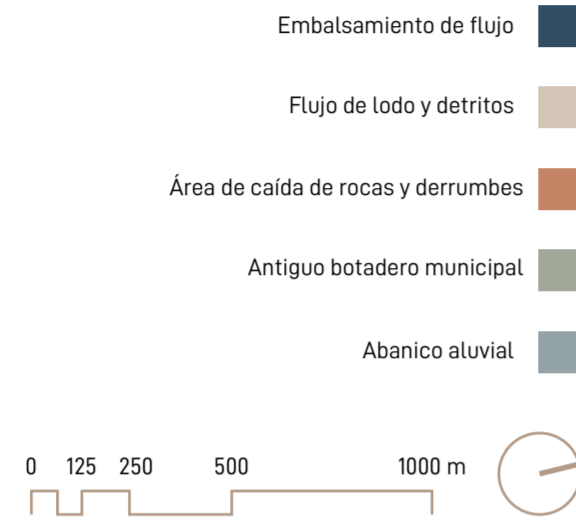 Embalsamiento de flujo
Flujo de lodo y detritos
Área de caída de rocas y derrumbes
Antiguo botadero municipal
Abanico aluvial
0 125 250 500 1000 m